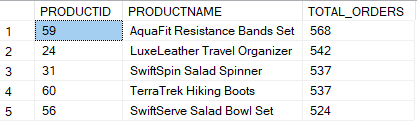 PRODUCTID PRODUCTNAME TOTAL_ORDERS
1 59 AquaFit Resistance Bands Set 568
2 24 LuxeLeather Travel Organizer 542
3 31 SwiftSpin Salad Spinner 537
4 60 TerraTrek Hiking Boots 537
5 56 SwiftServe Salad Bowl Set 524